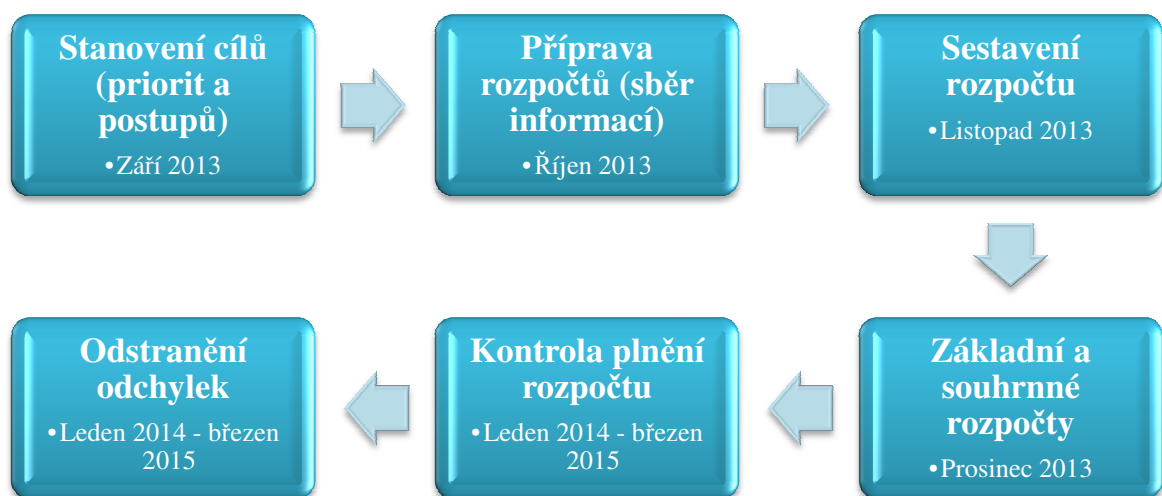 Stanovení cílů
(priorit a
postupů)
•Září 2013
Příprava
rozpočtů (sběr
informací)
•Říjen 2013
Sestavení
rozpočtu
•Listopad 2013
Základní a
souhrnné
rozpočty
•Prosinec 2013
Kontrola plnění
rozpočtu
•Leden 2014 - březen
2015
Odstranění
odchylek
•Leden 2014 - březen
2015